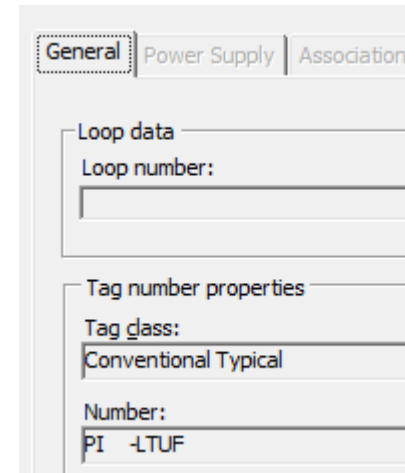 General Power Supply Association
Loop data
Loop number:
Tag number properties
Tag class:
Conventional Typical
Number:
PI -LTUF